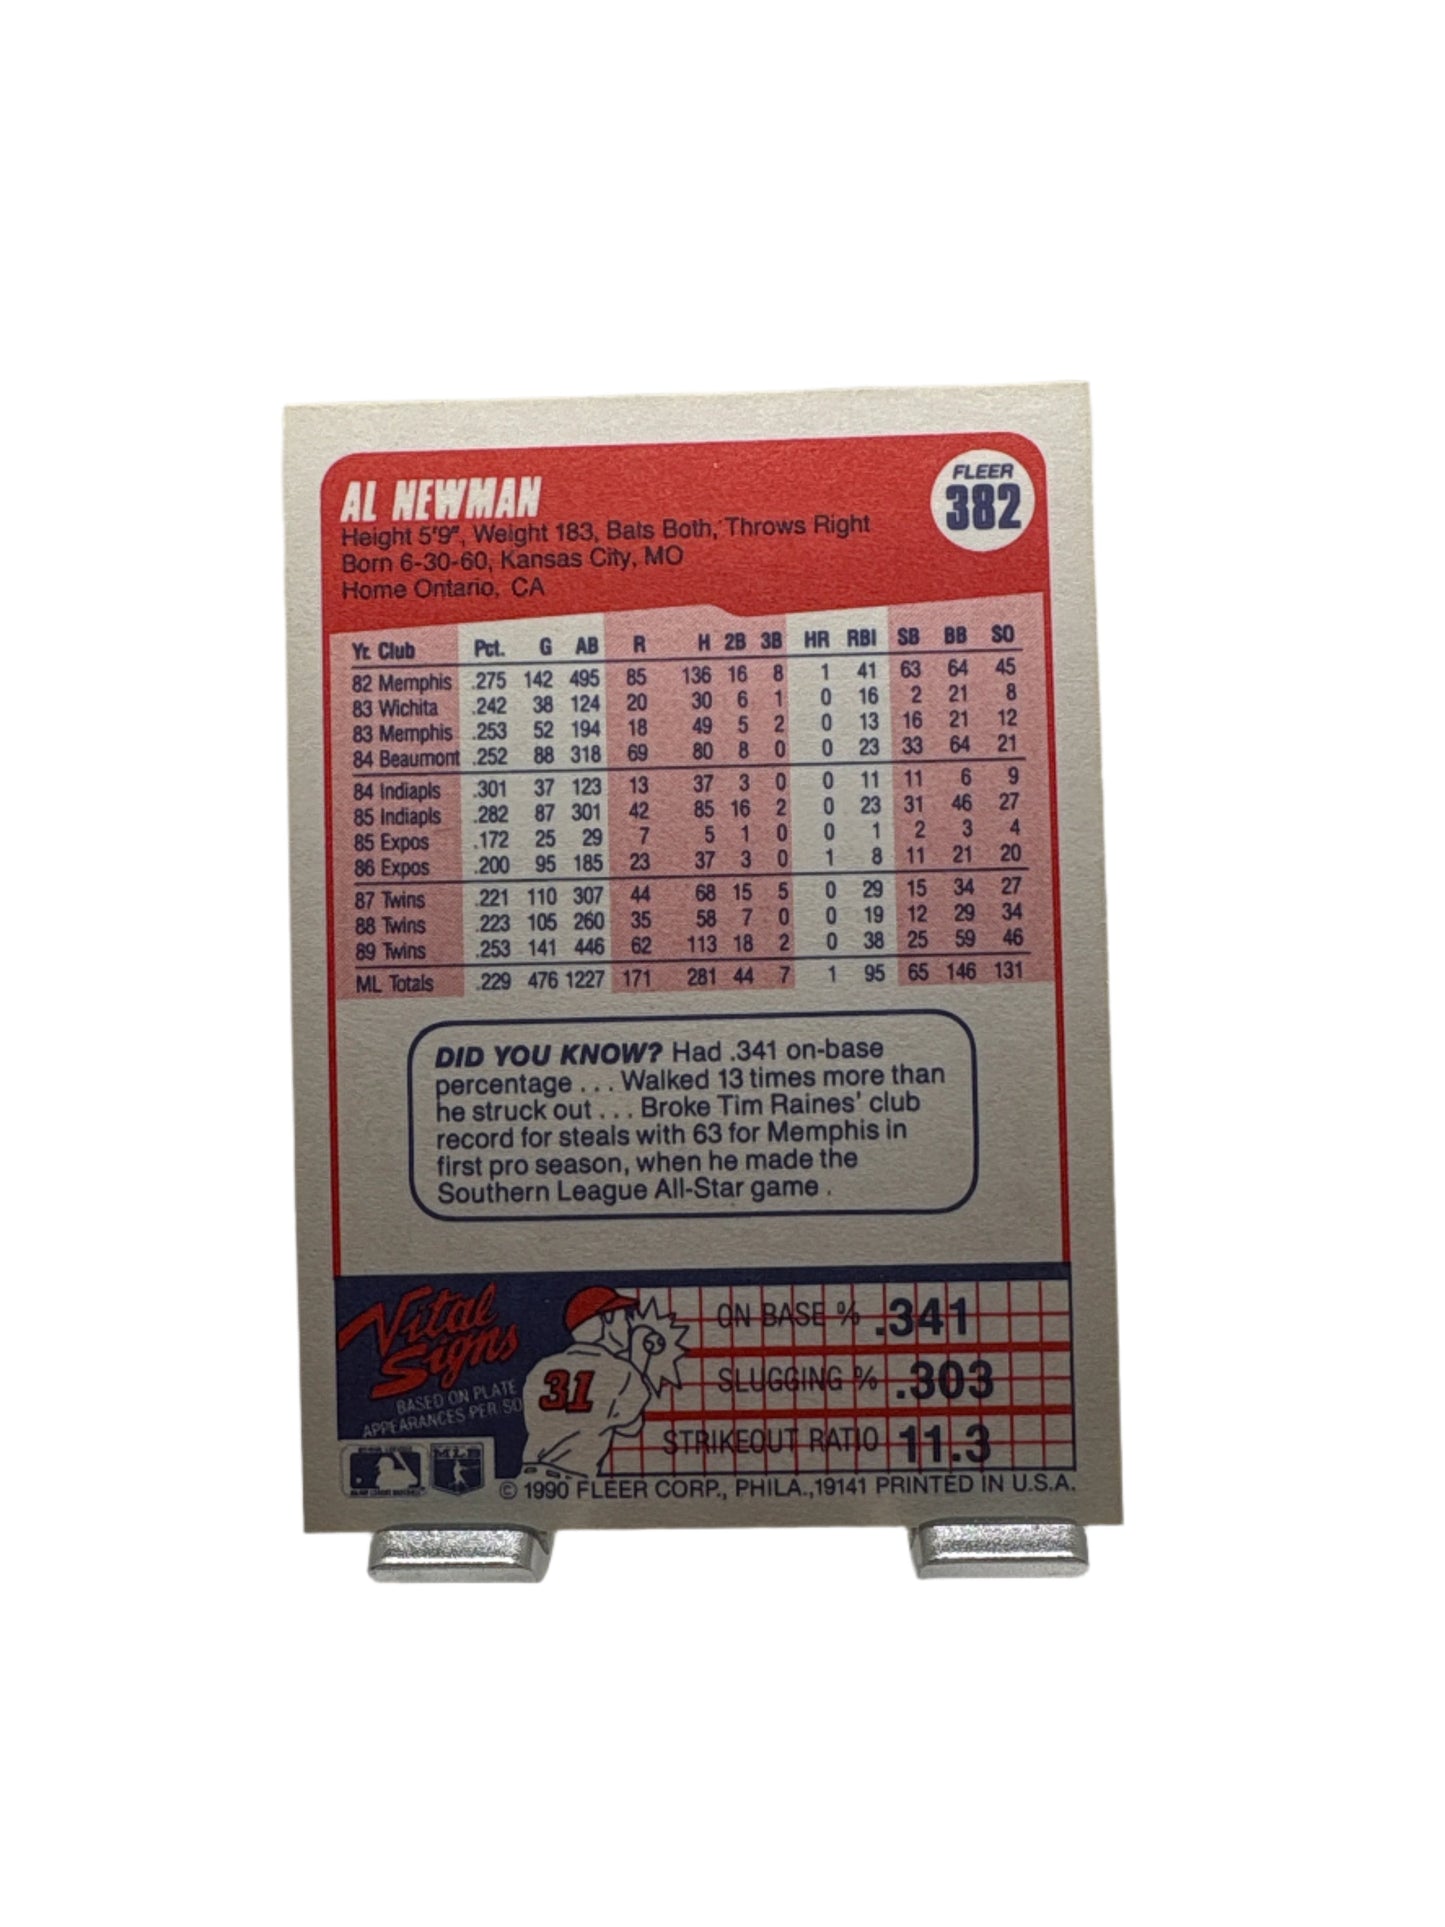 AL NEWMAN
FLEER
382
Height 5'9", Weight 183, Bats Both, Throws Right
Born 6-30-60, Kansas City, MO
Home Ontario, CA
Yr. Club Pct. G AB R H 2B 3B HR RBI SB BB SO
82 Memphis .275 142 495 85 136 16 8 1 41 63 64 45
83 Wichita .242 38 124 20 30 6 1 0 16 2 21 8
83 Memphis .253 52 194 18 49 5 2 0 13 16 21 12
84 Beaumont .252 88 318 69 80 8 0 0 23 33 64 21
84 Indiapls .301 37 123 13 37 3 0 0 11 11 6 9
85 Indiapls .282 87 301 42 85 16 2 0 23 31 46 27
85 Expos .172 25 29 7 5 1 0 0 1 2 3 4
86 Expos .200 95 185 23 37 3 0 1 8 11 21 20
87 Twins .221 110 307 44 68 15 5 0 29 15 34 27
88 Twins .223 105 260 35 58 7 0 0 19 12 29 34
89 Twins .253 141 446 62 113 18 2 0 38 25 59 46
ML Totals .229 476 1227 171 281 44 7 1 95 65 146 131
DID YOU KNOW? Had .341 on-base
percentage . . . Walked 13 times more than
he struck out . . . Broke Tim Raines' club
record for steals with 63 for Memphis in
first pro season, when he made the
Southern League All-Star game .
Vital
Signs
BASED ON PLATE
APPEARANCES PER SO
31
ON BASE % .341
SLUGGING % .303
STRIKEOUT RATIO 11.3
MLB
© 1990 FLEER CORP., PHILA.,19141 PRINTED IN U.S.A.